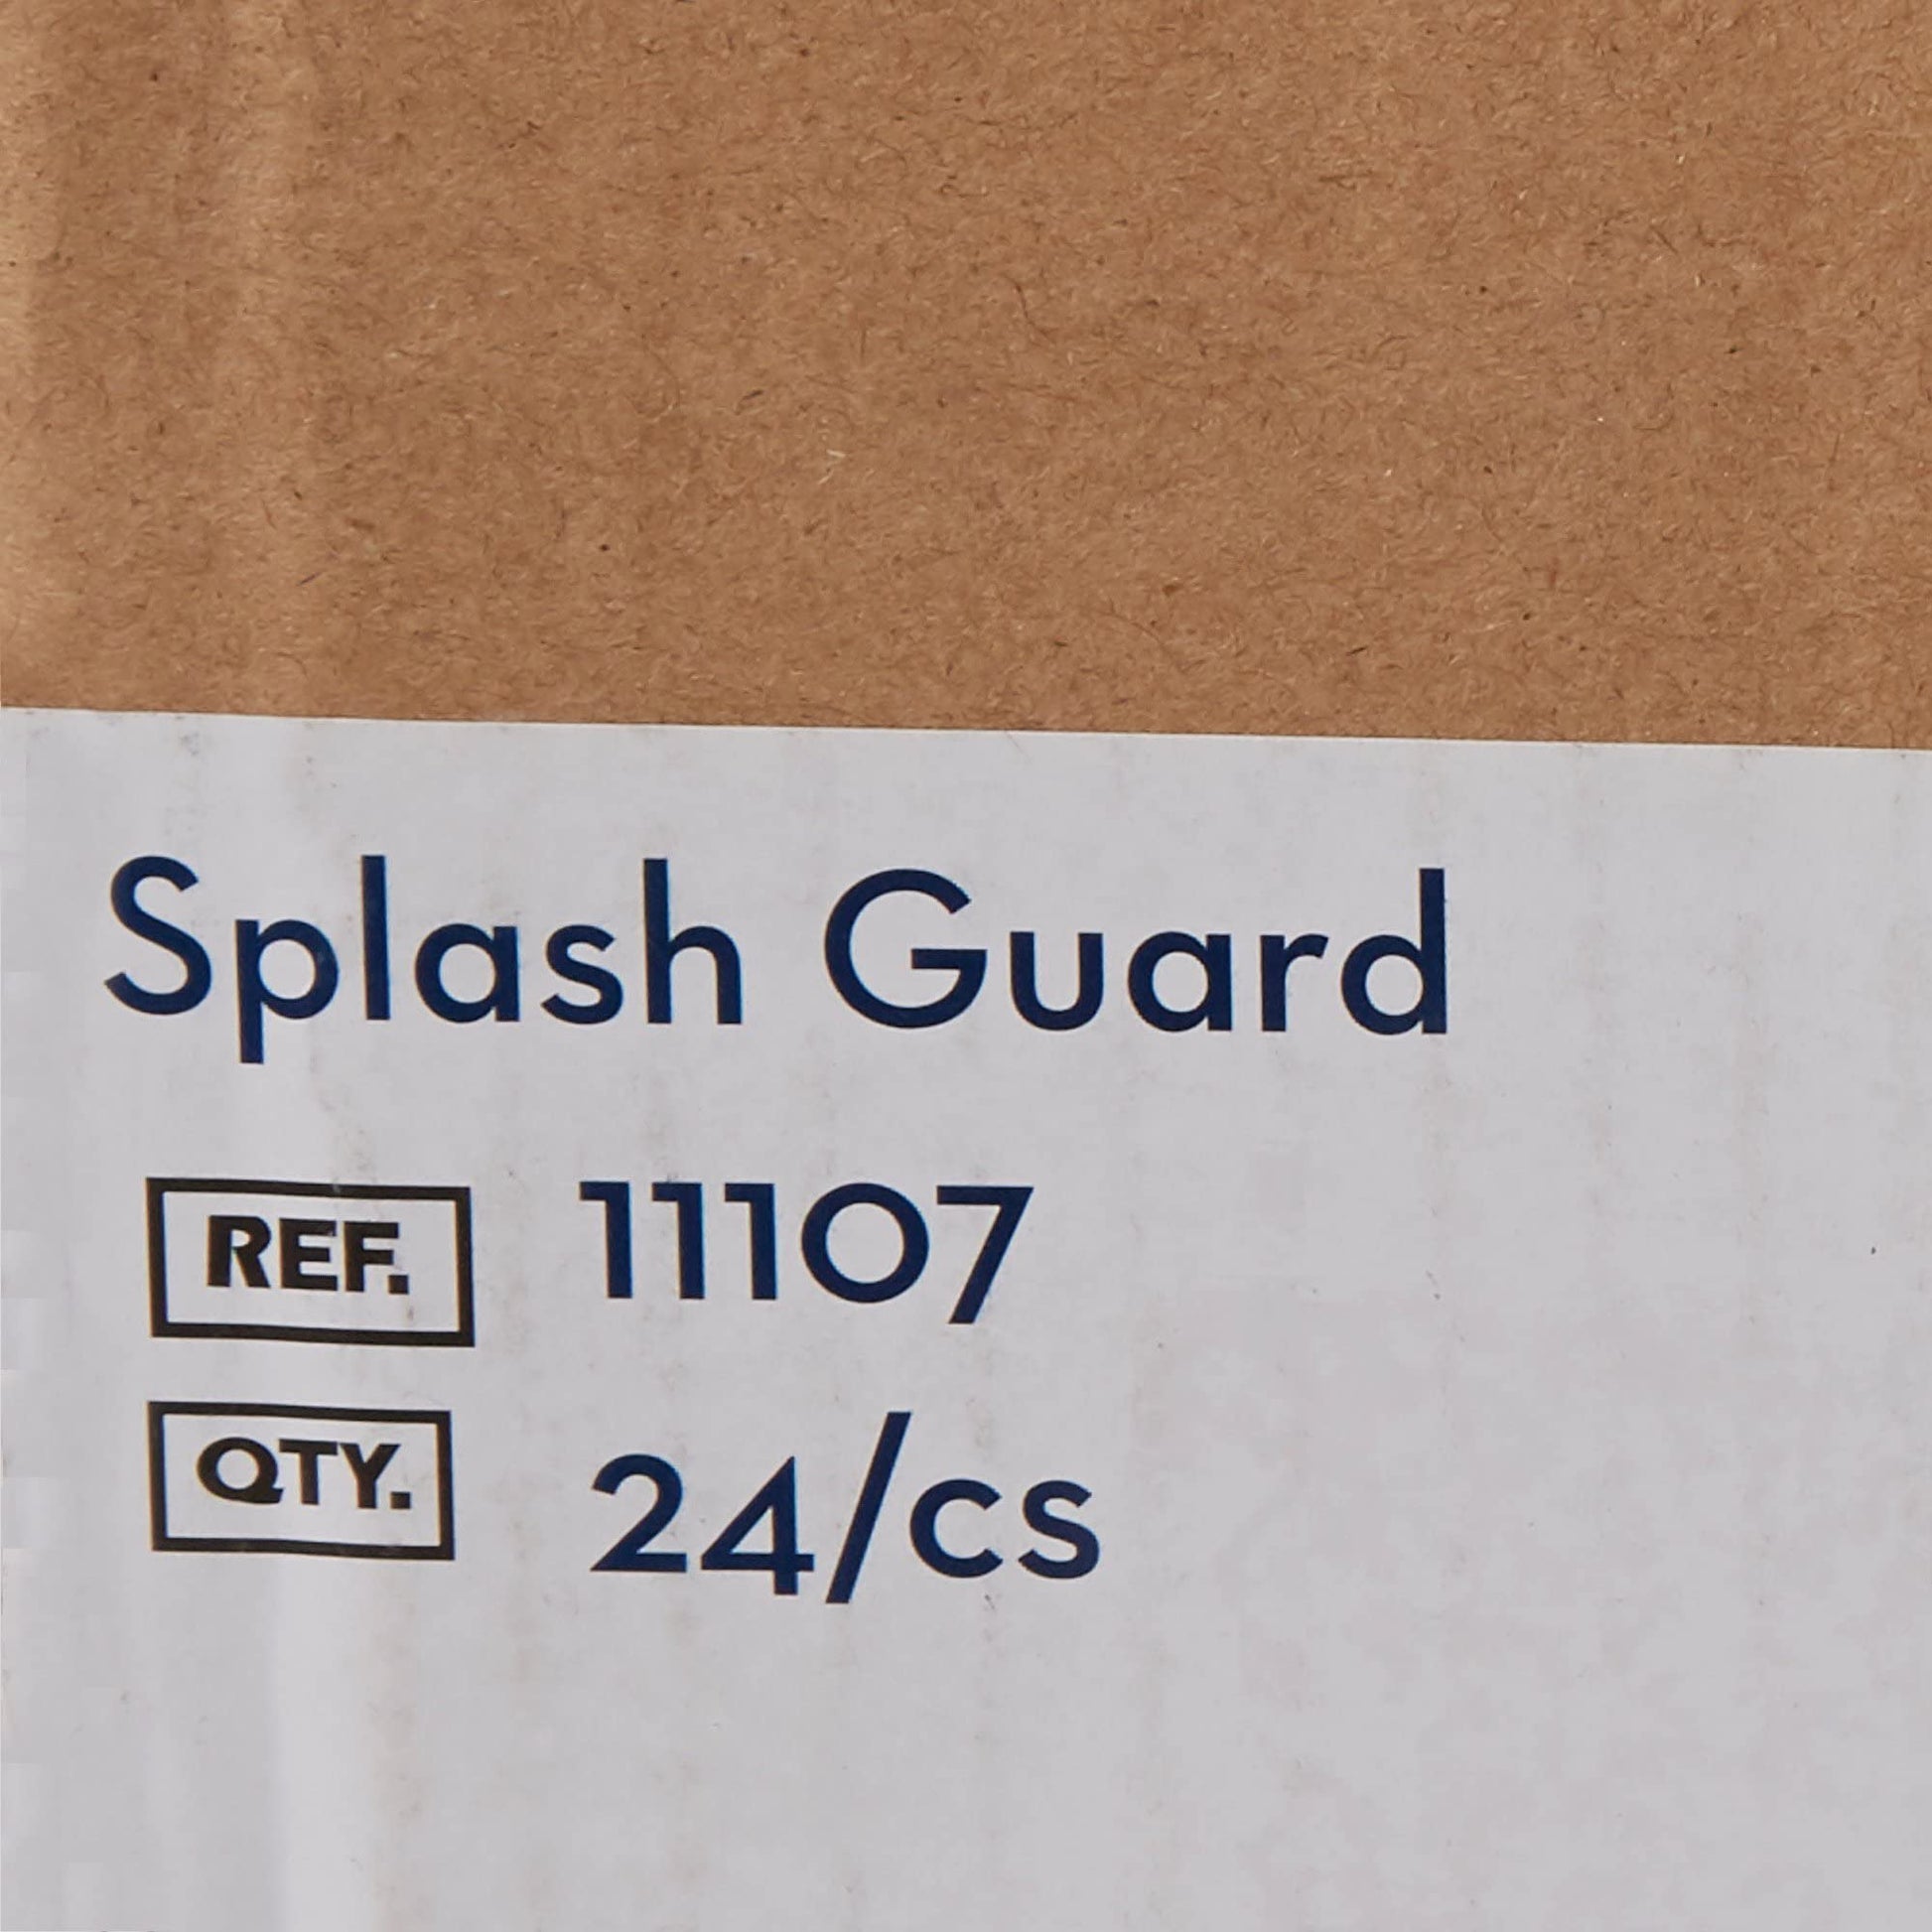 Splash Guard
REF. 11107
QTY. 24/cs